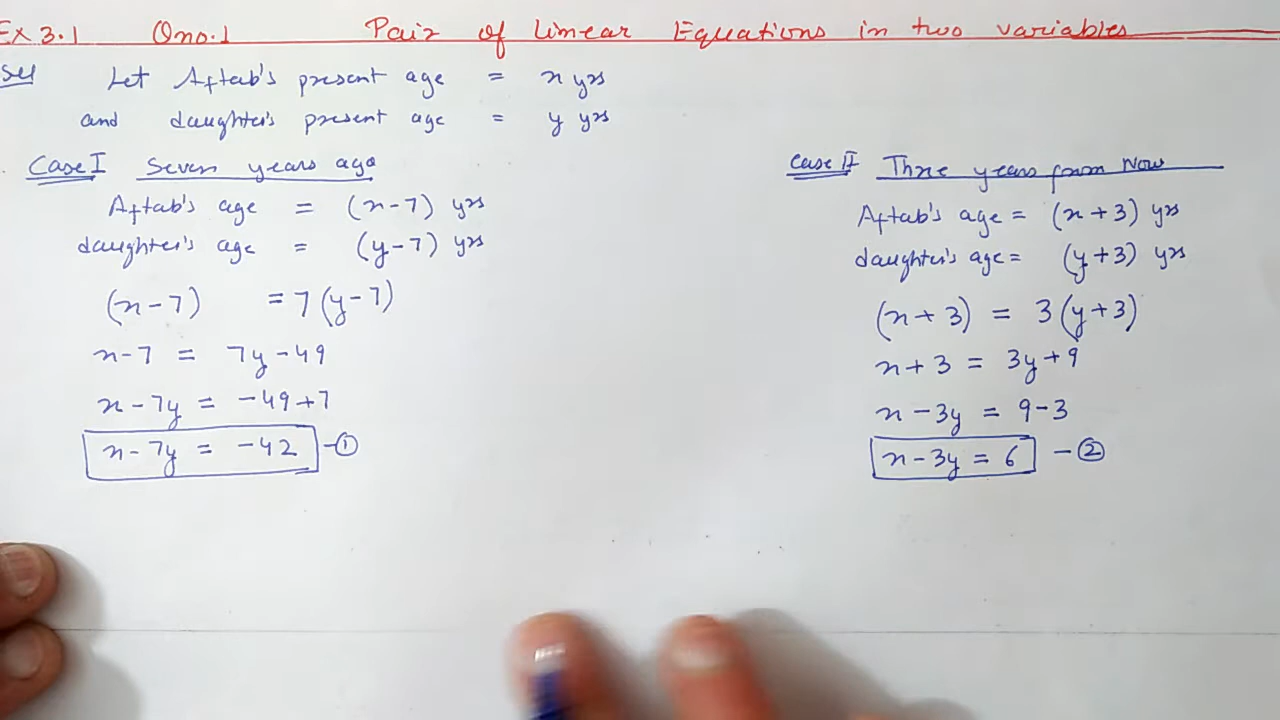 Ex 3.1 Qno.1 Pair of Linear Equations in two variables
Sol Let Aftab's present age = x yrs
and daughter's present age = y yrs
Case I Seven years ago
Aftab's age = (x-7) yrs
daughter's age = (y-7) yrs
(x-7) = 7(y-7)
x-7 = 7y-49
x-7y = -49+7
x-7y = -42 -①
Case II Three years from Now
Aftab's age = (x+3) yrs
daughter's age = (y+3) yrs
(x+3) = 3(y+3)
x+3 = 3y+9
x-3y = 9-3
x-3y = 6 -②